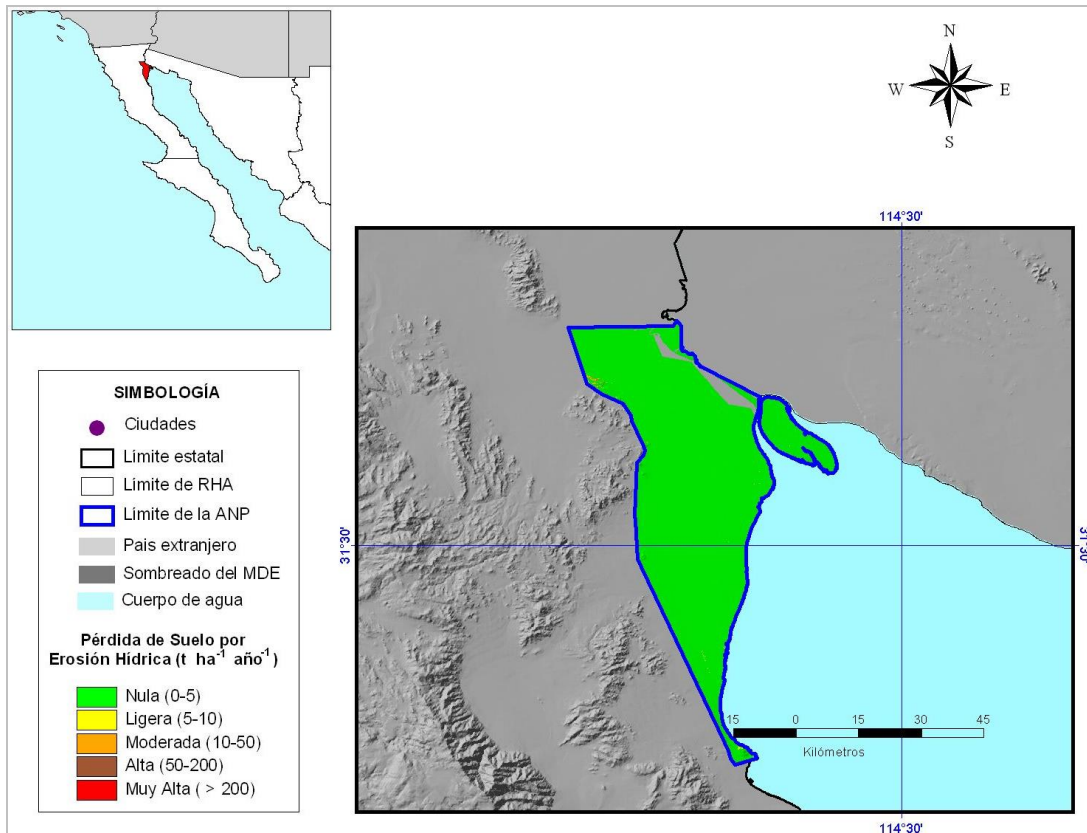 N
W
E
S
114°30'
SIMBOLOGÍA
Ciudades
Limite estatal
Limite de RHA
Limite de la ANP
Pais extranjero
Sombreado del MDE
Cuerpo de agua
Pérdida de Suelo por
Erosión Hídrica (t ha⁻¹ año⁻¹)
Nula (0-5)
Ligera (5-10)
Moderada (10-50)
Alta (50-200)
Muy Alta ( > 200)
31°30'
31°30'
15 0 15 30 45
Kilómetros
114°30'